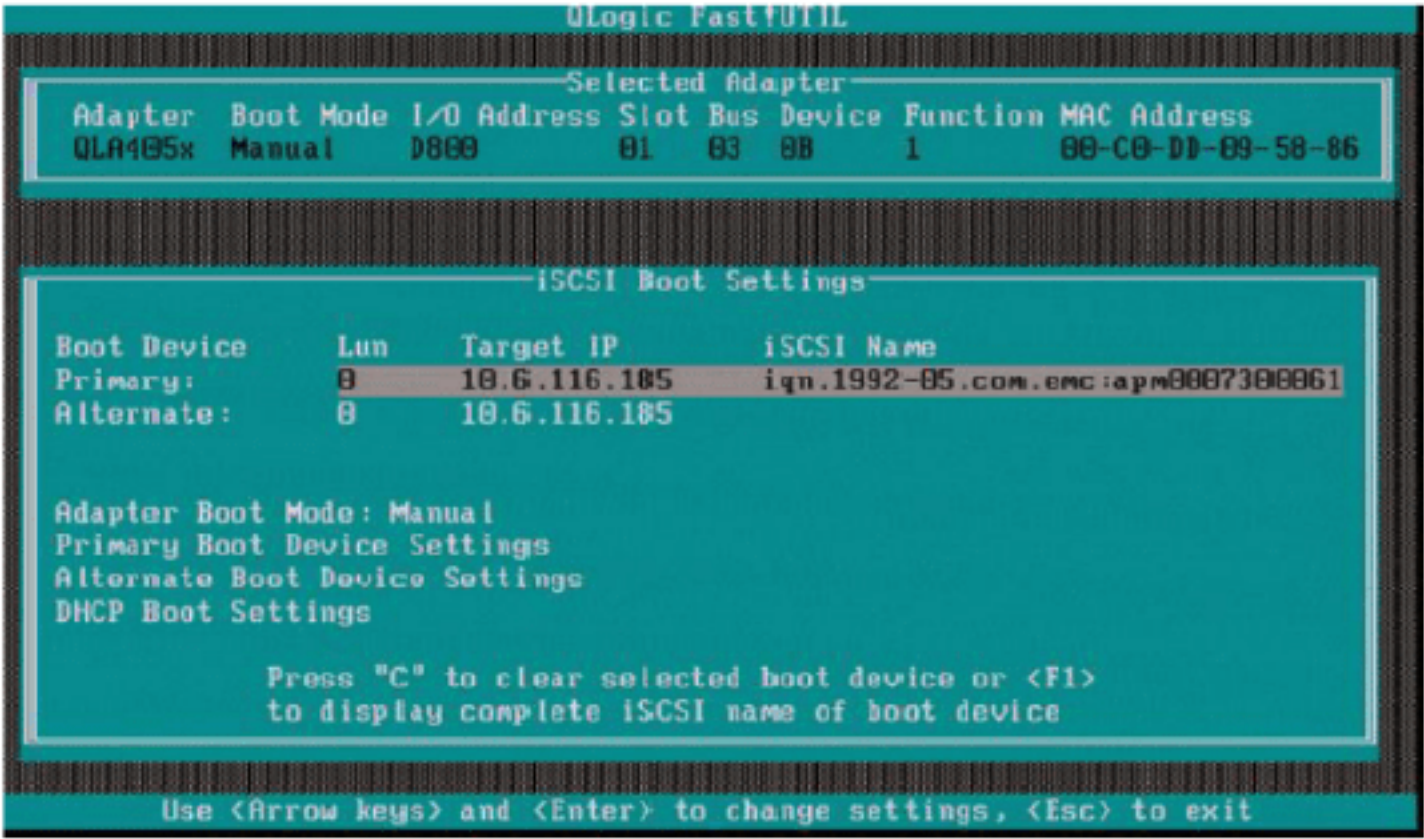 QLogic Fast!UTIL
Selected Adapter
Adapter Boot Mode I/O Address Slot Bus Device Function MAC Address
QLA405x Manual D800 01 03 0B 1 00-C0-DD-09-58-86
iSCSI Boot Settings
Boot Device Lun Target IP iSCSI Name
Primary: 0 10.6.116.185 iqn.1992-05.com.emc:apm00073000061
Alternate: 0 10.6.116.185
Adapter Boot Mode: Manual
Primary Boot Device Settings
Alternate Boot Device Settings
DHCP Boot Settings
Press "C" to clear selected boot device or <F1>
to display complete iSCSI name of boot device
Use <Arrow keys> and <Enter> to change settings, <Esc> to exit